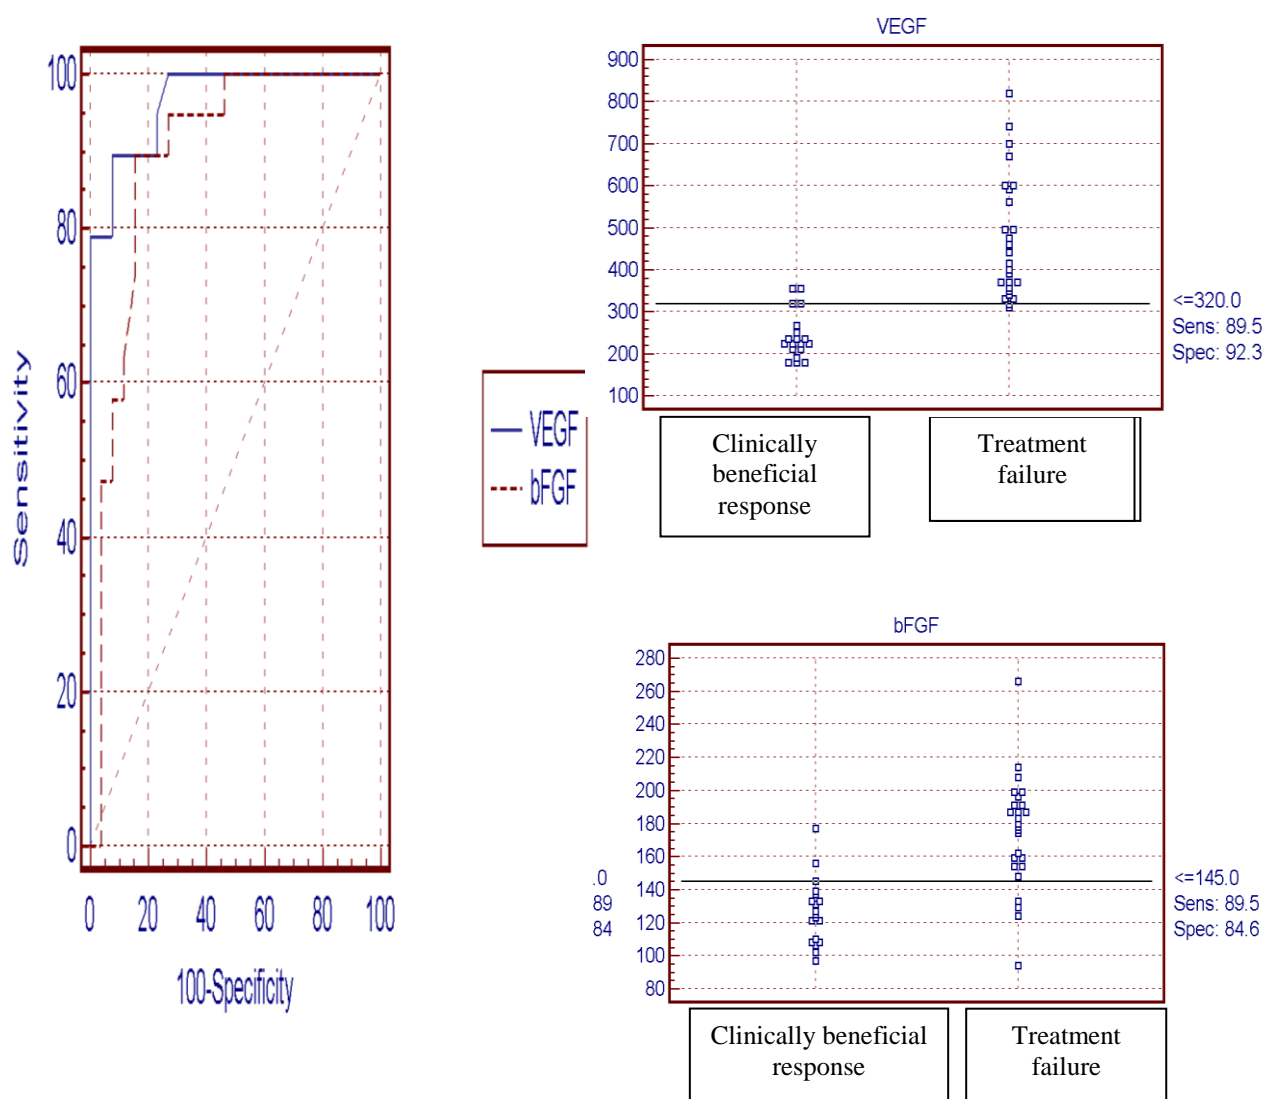 100
80
60
40
20
0
Sensitivity
0 20 40 60 80 100
100-Specificity
VEGF
bFGF
VEGF
900
800
700
600
500
400
300
200
100
<=320.0
Sens: 89.5
Spec: 92.3
Clinically
beneficial
response
Treatment
failure
bFGF
280
260
240
220
200
180
160
140
120
100
80
.0
89
84
<=145.0
Sens: 89.5
Spec: 84.6
Clinically beneficial
response
Treatment
failure